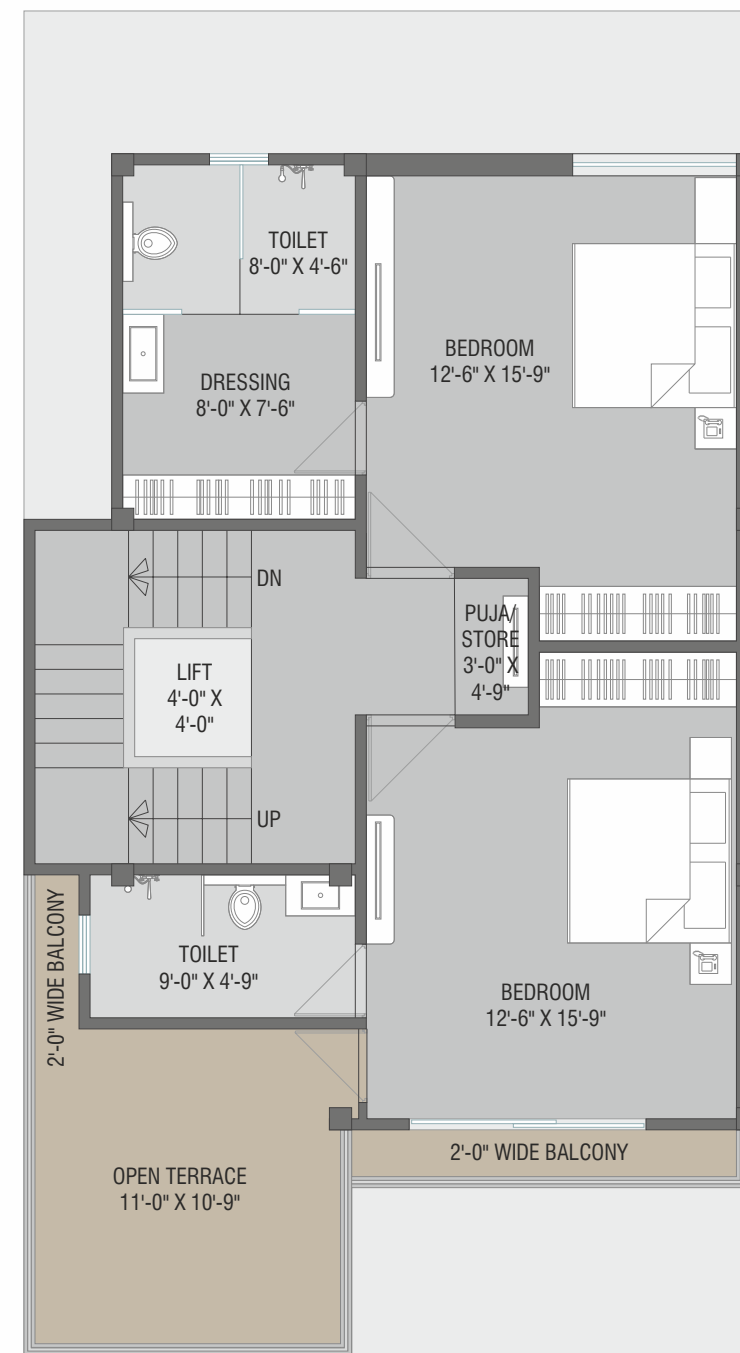 TOILET
8'-0" X 4'-6"
BEDROOM
12'-6" X 15'-9"
DRESSING
8'-0" X 7'-6"
DN
PUJA/
STORE
3'-0" X
4'-9"
LIFT
4'-0" X
4'-0"
UP
2'-0" WIDE BALCONY
TOILET
9'-0" X 4'-9"
BEDROOM
12'-6" X 15'-9"
2'-0" WIDE BALCONY
OPEN TERRACE
11'-0" X 10'-9"